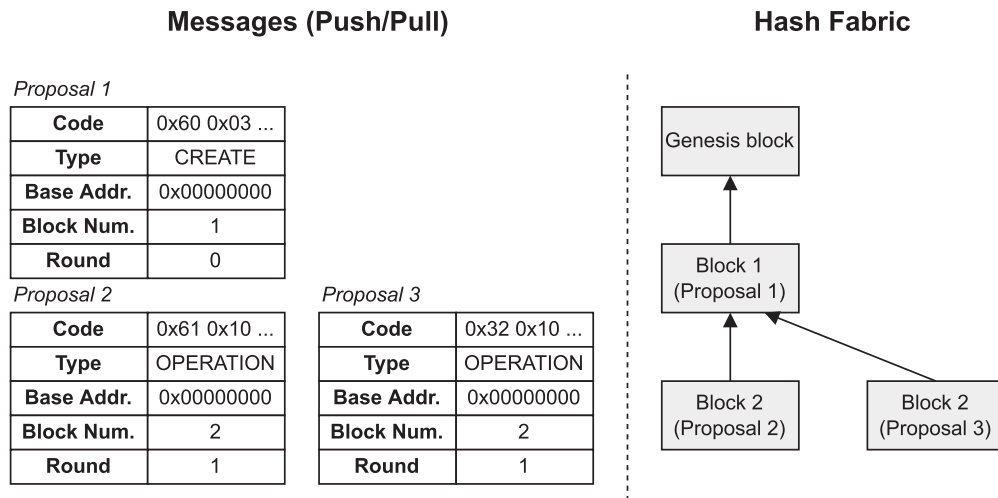 Messages (Push/Pull)
Hash Fabric
Proposal 1
Code 0x60 0x03 ...
Type CREATE
Base Addr. 0x00000000
Block Num. 1
Round 0
Proposal 2
Code 0x61 0x10 ...
Type OPERATION
Base Addr. 0x00000000
Block Num. 2
Round 1
Proposal 3
Code 0x32 0x10 ...
Type OPERATION
Base Addr. 0x00000000
Block Num. 2
Round 1
Genesis block
Block 1
(Proposal 1)
Block 2
(Proposal 2)
Block 2
(Proposal 3)